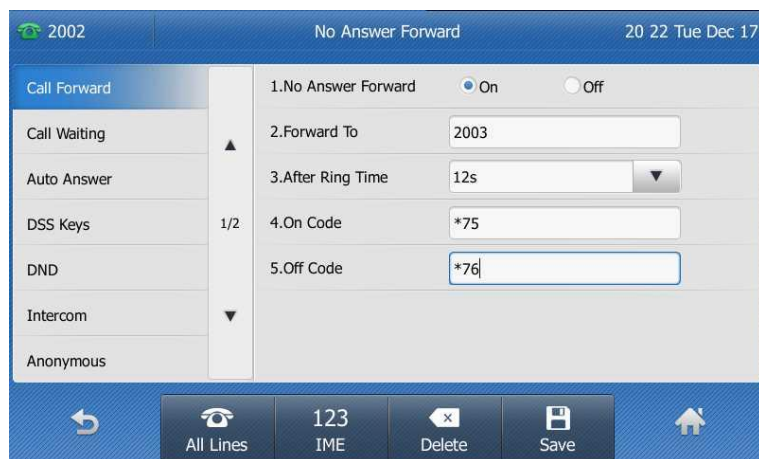 2002 No Answer Forward 20 22 Tue Dec 17
Call Forward
Call Waiting
Auto Answer
DSS Keys
DND
Intercom
Anonymous
1/2
1.No Answer Forward On Off
2.Forward To 2003
3.After Ring Time 12s
4.On Code *75
5.Off Code *76
All Lines
123
IME
Delete
Save